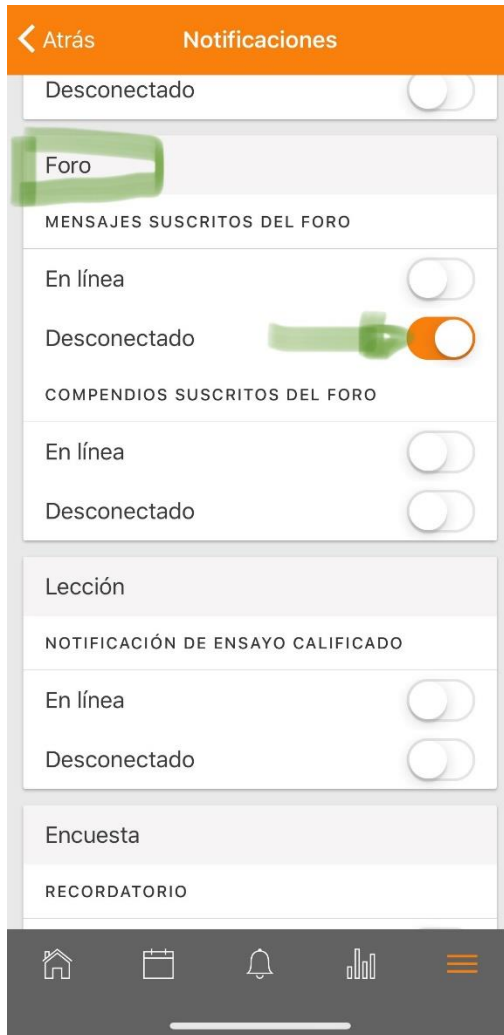 Atrás
Notificaciones
Desconectado
Foro
MENSAJES SUSCRITOS DEL FORO
En línea
Desconectado
COMPENDIOS SUSCRITOS DEL FORO
En línea
Desconectado
Lección
NOTIFICACIÓN DE ENSAYO CALIFICADO
En línea
Desconectado
Encuesta
RECORDATORIO